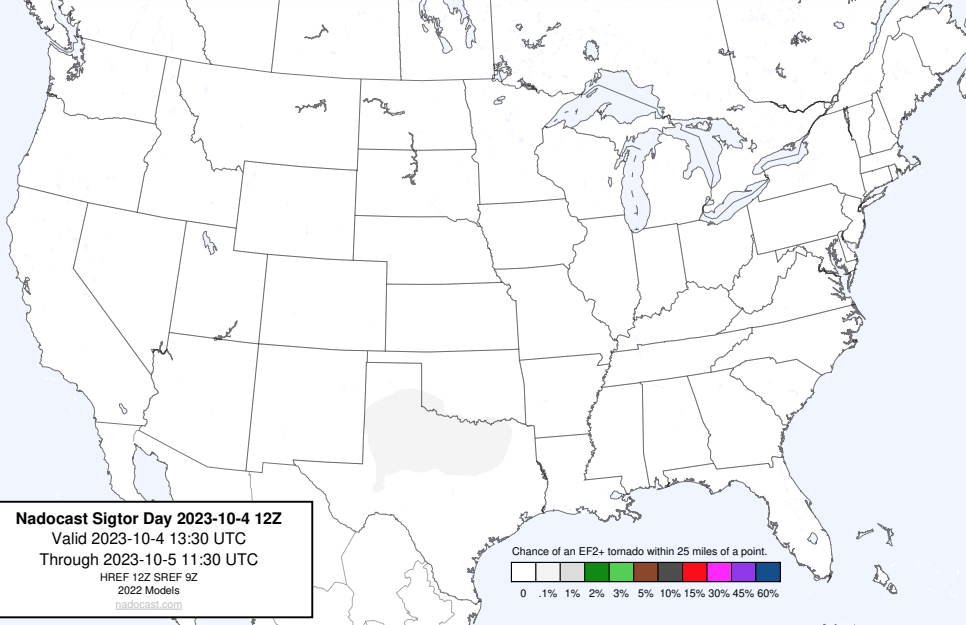 Nadocast Sigtor Day 2023-10-4 12Z
Valid 2023-10-4 13:30 UTC
Through 2023-10-5 11:30 UTC
HREF 12Z SREF 9Z
2022 Models
nadocast.com
Chance of an EF2+ tornado within 25 miles of a point.
0 .1% 1% 2% 3% 5% 10% 15% 30% 45% 60%